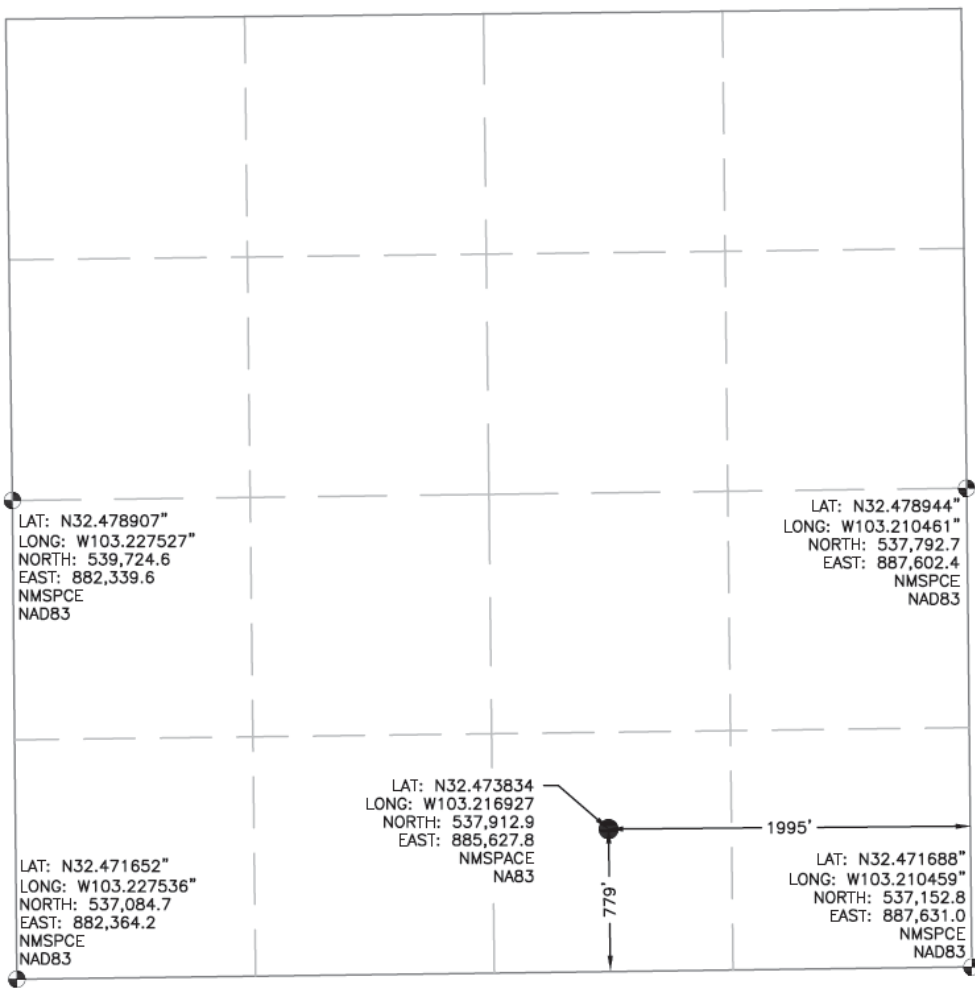 LAT: N32.478907"
LONG: W103.227527"
NORTH: 539,724.6
EAST: 882,339.6
NMSPCE
NAD83
LAT: N32.478944"
LONG: W103.210461"
NORTH: 537,792.7
EAST: 887,602.4
NMSPCE
NAD83
LAT: N32.473834
LONG: W103.216927
NORTH: 537,912.9
EAST: 885,627.8
NMSPACE
NA83
1995'
779'
LAT: N32.471652"
LONG: W103.227536"
NORTH: 537,084.7
EAST: 882,364.2
NMSPCE
NAD83
LAT: N32.471688"
LONG: W103.210459"
NORTH: 537,152.8
EAST: 887,631.0
NMSPCE
NAD83